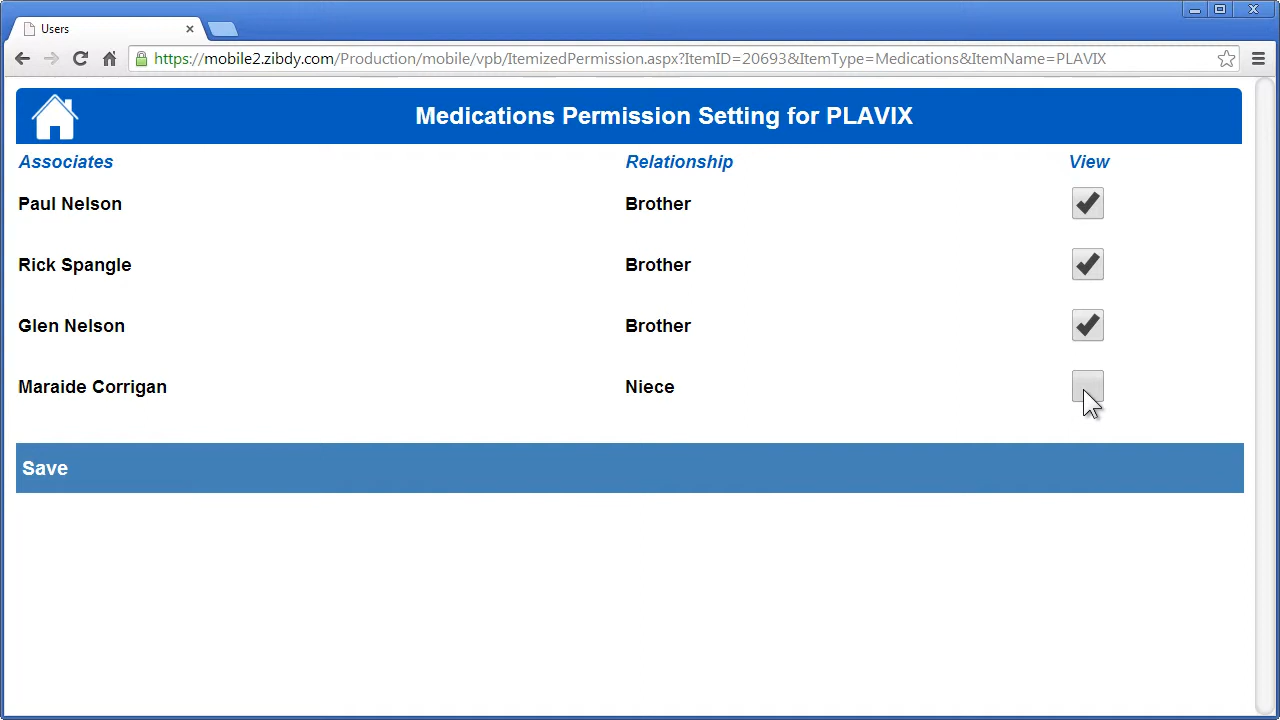 Users
https://mobile2.zibdy.com/Production/mobile/vpb/ItemizedPermission.aspx?ItemID=20693&ItemType=Medications&ItemName=PLAVIX
Medications Permission Setting for PLAVIX
Associates Relationship View
Paul Nelson Brother
Rick Spangle Brother
Glen Nelson Brother
Maraide Corrigan Niece
Save